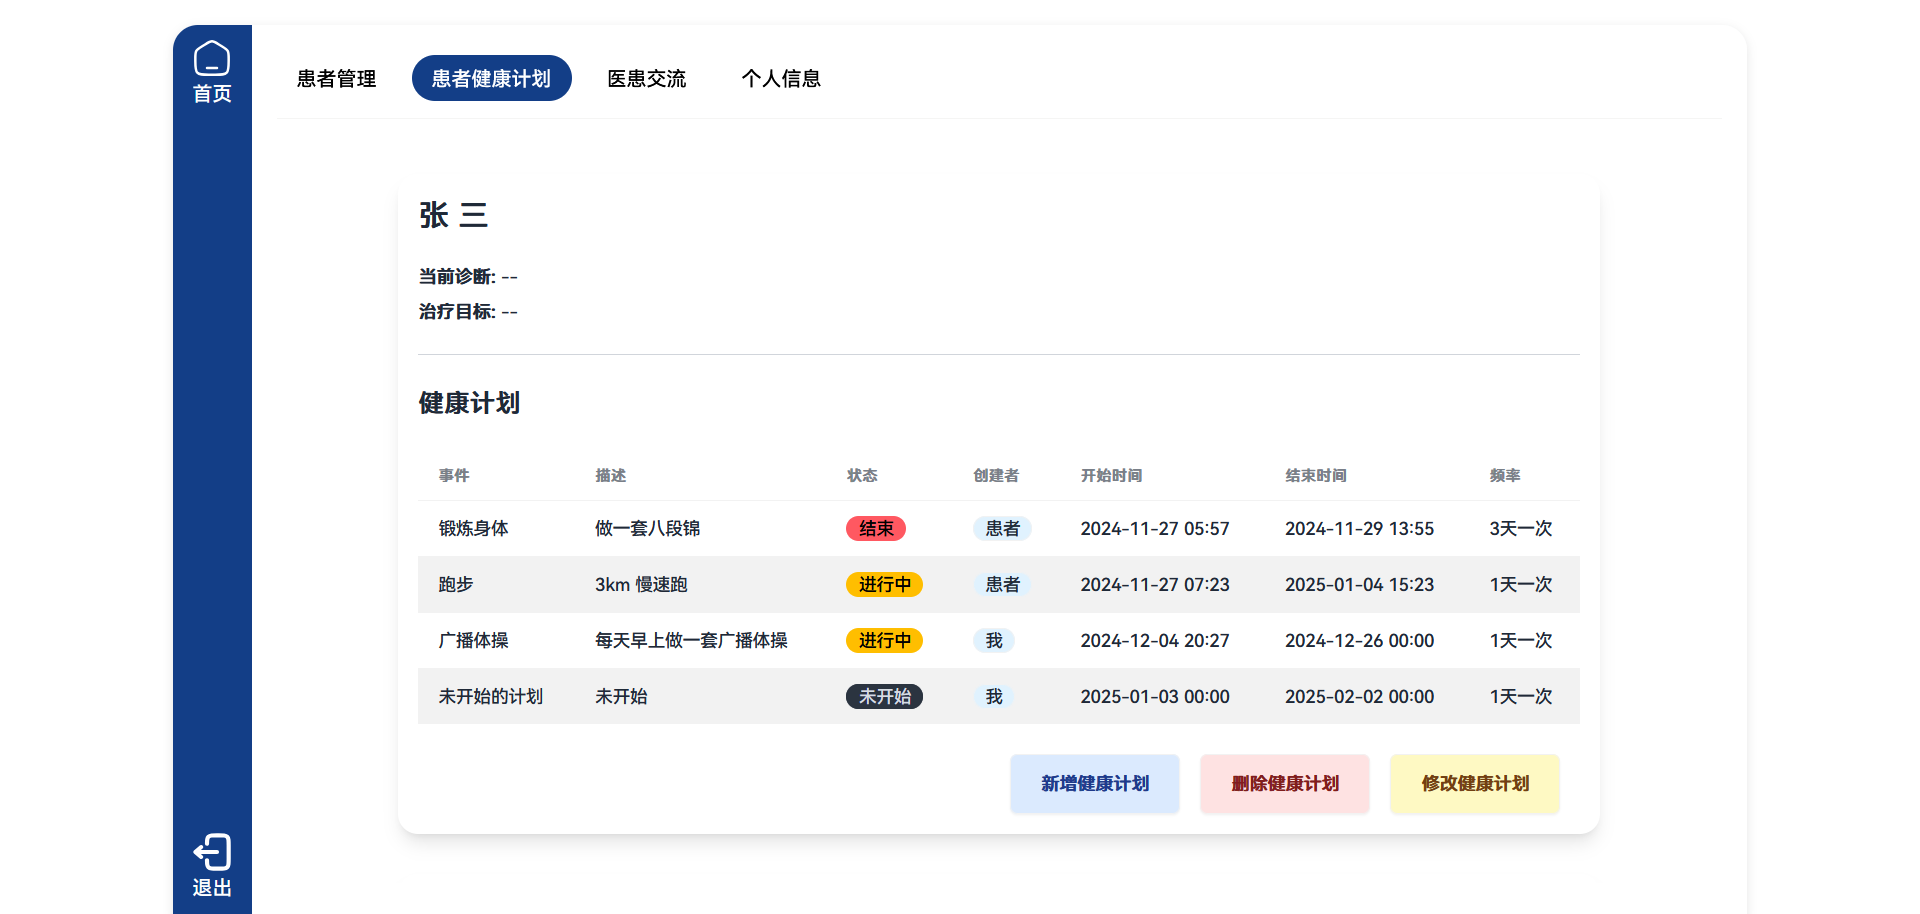 首页
患者管理 患者健康计划 医患交流 个人信息
张 三
当前诊断: --
治疗目标: --
健康计划
事件 描述 状态 创建者 开始时间 结束时间 频率
锻炼身体 做一套八段锦 结束 患者 2024-11-27 05:57 2024-11-29 13:55 3天一次
跑步 3km 慢速跑 进行中 患者 2024-11-27 07:23 2025-01-04 15:23 1天一次
广播体操 每天早上做一套广播体操 进行中 我 2024-12-04 20:27 2024-12-26 00:00 1天一次
未开始的计划 未开始 未开始 我 2025-01-03 00:00 2025-02-02 00:00 1天一次
新增健康计划 删除健康计划 修改健康计划
退出